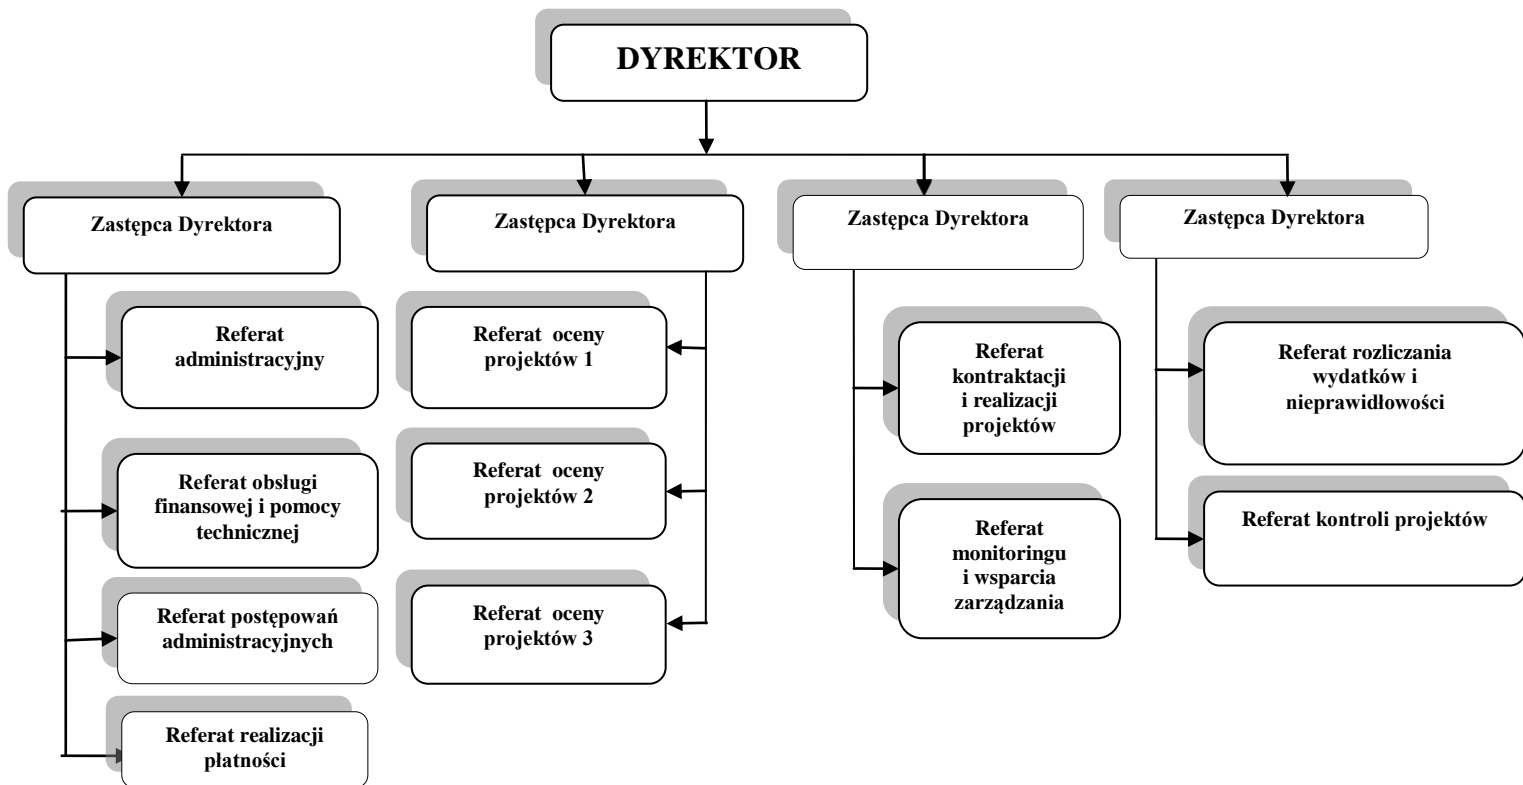 DYREKTOR
Zastępca Dyrektora
Zastępca Dyrektora
Zastępca Dyrektora
Zastępca Dyrektora
Referat
administracyjny
Referat obsługi
finansowej i pomocy
technicznej
Referat postępowań
administracyjnych
Referat realizacji
płatności
Referat oceny
projektów 1
Referat oceny
projektów 2
Referat oceny
projektów 3
Referat
kontraktacji
i realizacji
projektów
Referat
monitoringu
i wsparcia
zarządzania
Referat rozliczania
wydatków i
nieprawidłowości
Referat kontroli projektów